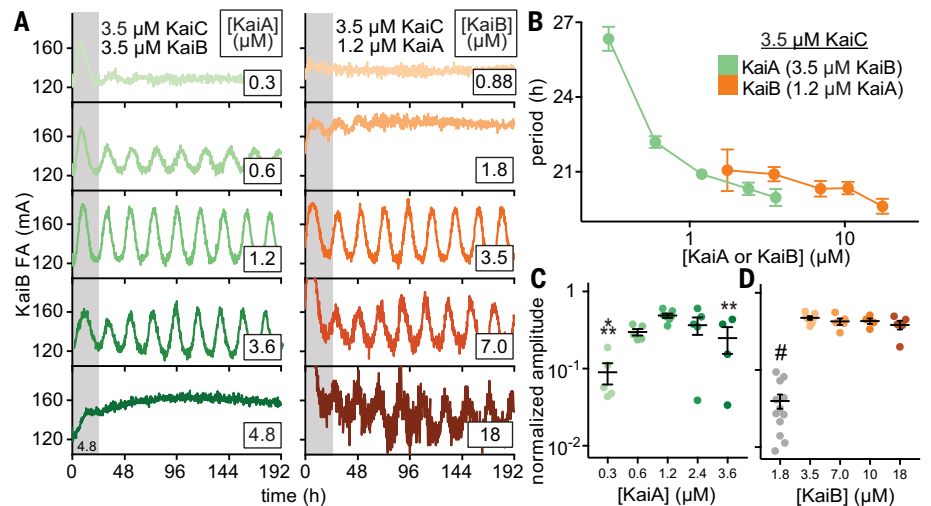 A
3.5 µM KaiC
3.5 µM KaiB
[KaiA]
(µM)
3.5 µM KaiC
1.2 µM KaiA
[KaiB]
(µM)
KaiB FA (mA)
160
120
0.3
0.88
160
120
0.6
1.8
160
120
1.2
3.5
160
120
3.6
7.0
160
120
4.8
4.8
18
0 48 96 144 192
0 48 96 144 192
time (h)
B
period (h)
27
24
21
3.5 µM KaiC
KaiA (3.5 µM KaiB)
KaiB (1.2 µM KaiA)
1 10
[KaiA or KaiB] (µM)
C
normalized amplitude
1
10-1
10-2
***
**
0.3 0.6 1.2 2.4 3.6
[KaiA] (µM)
D
#
1.8 3.5 7.0 10 18
[KaiB] (µM)